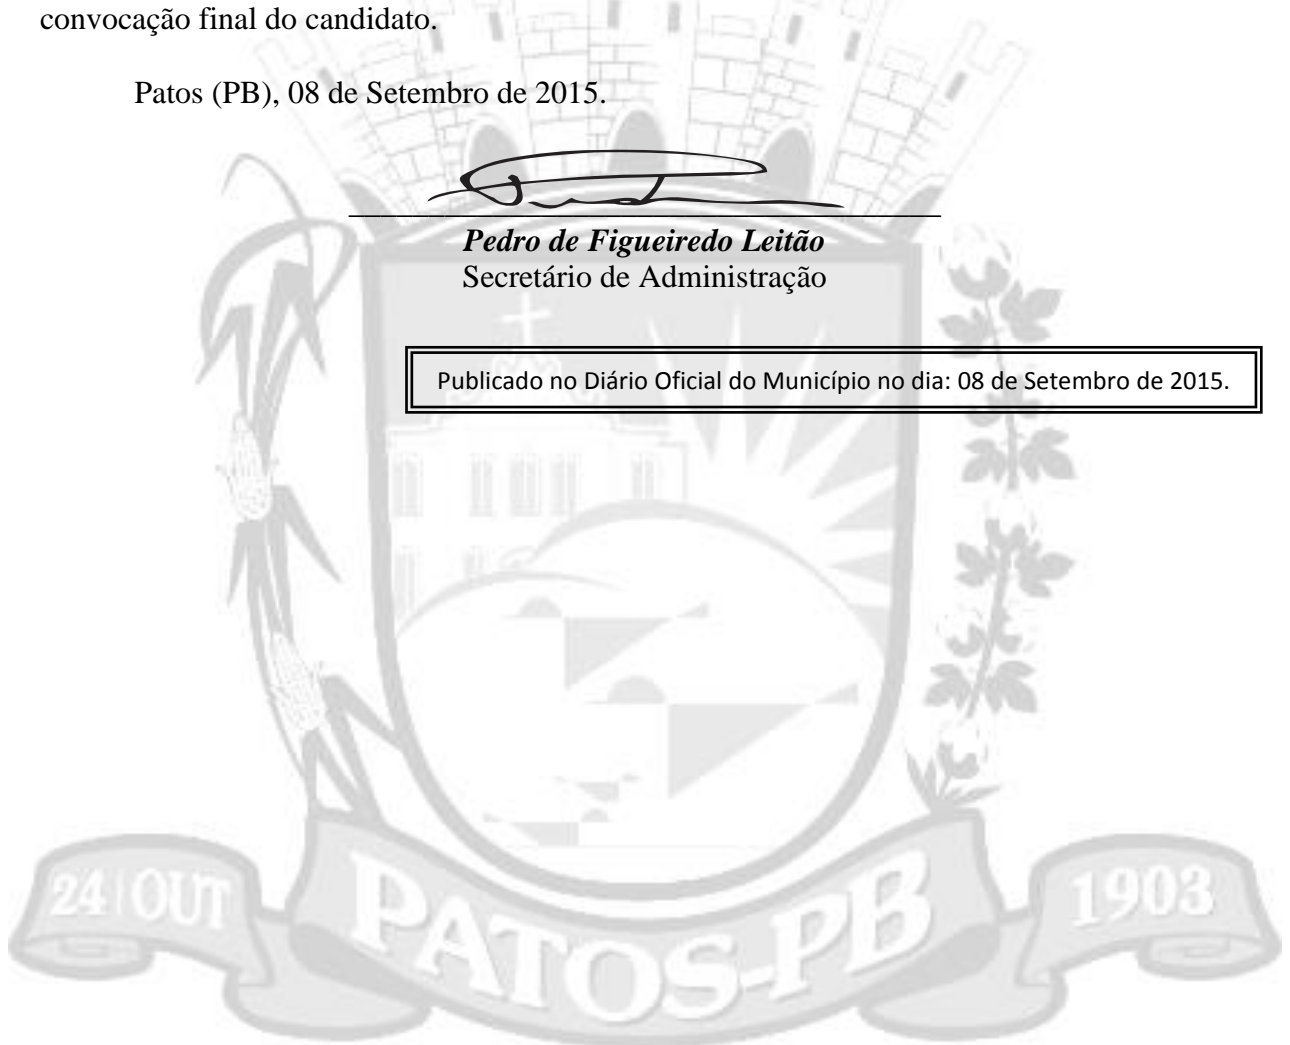 convocação final do candidato.
Patos (PB), 08 de Setembro de 2015.
Pedro de Figueiredo Leitão
Secretário de Administração
Publicado no Diário Oficial do Município no dia: 08 de Setembro de 2015.
24 OUT
PATOS-PB
1903